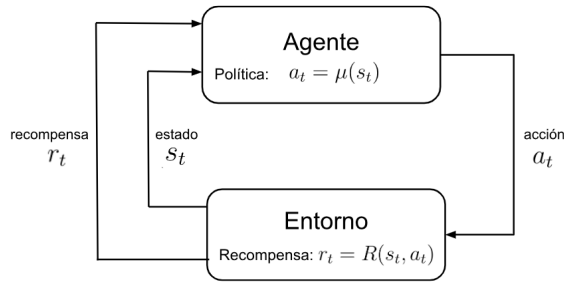 Agente
Política: a_t = μ(s_t)
recompensa
r_t
estado
s_t
acción
a_t
Entorno
Recompensa: r_t = R(s_t, a_t)